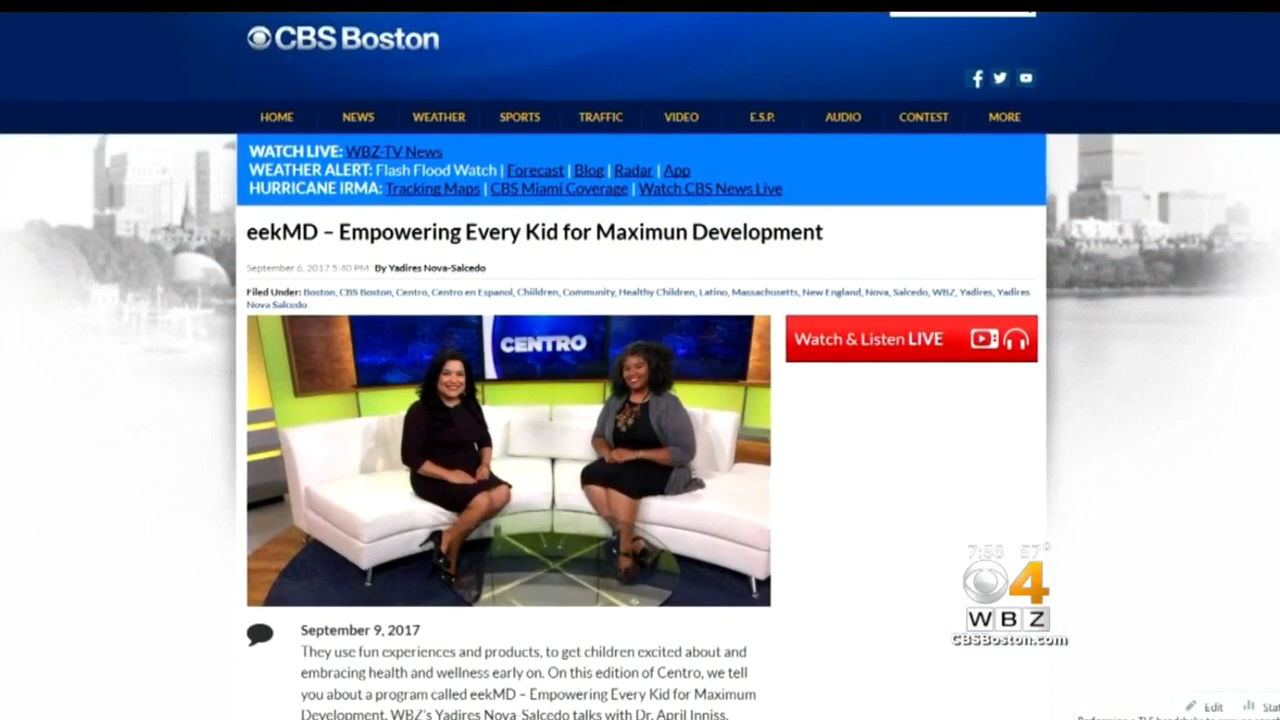 CBS Boston
HOME NEWS WEATHER SPORTS TRAFFIC VIDEO E.S.P. AUDIO CONTEST MORE
WATCH LIVE: WBZ-TV News
WEATHER ALERT: Flash Flood Watch | Forecast | Blog | Radar | App
HURRICANE IRMA: Tracking Maps | CBS Miami Coverage | Watch CBS News Live
eekMD – Empowering Every Kid for Maximun Development
September 6, 2017 5:40 PM By Yadires Nova-Salcedo
Filed Under: Boston, CBS Boston, Centro, Centro en Espanol, Chiildren, Community, Healthy Children, Latino, Massachusetts, New England, Nova, Salcedo, WBZ, Yadires, Yadires
Nova Salcedo
CENTRO
Watch & Listen LIVE
September 9, 2017
They use fun experiences and products, to get children excited about and
embracing health and wellness early on. On this edition of Centro, we tell
you about a program called eekMD – Empowering Every Kid for Maximum
Development. WBZ's Yadires Nova-Salcedo talks with Dr. April Inniss,
7:56 57°
4
WBZ
CBSBoston.com
Edit